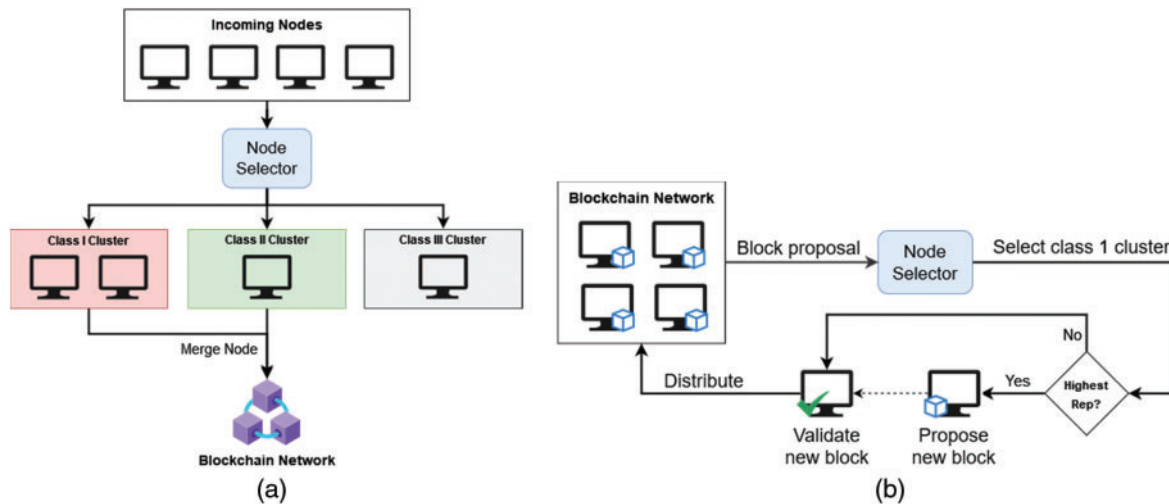 Incoming Nodes
Node
Selector
Class I Cluster
Class II Cluster
Class III Cluster
Merge Node
Blockchain Network
(a)
Blockchain Network
Block proposal
Node
Selector
Select class 1 cluster
No
Highest
Rep?
Yes
Distribute
Validate
new block
Propose
new block
(b)